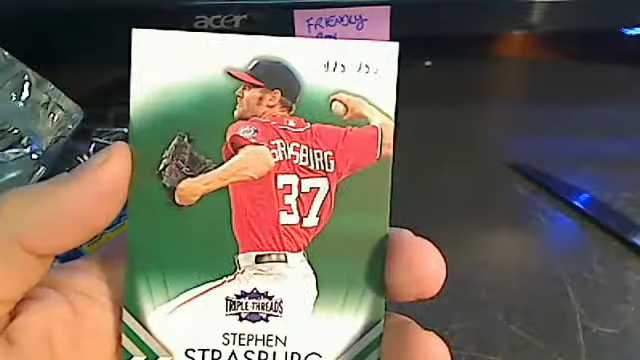 acer
FRIENDLY
STRASBURG
37
TRIPLE THREADS
STEPHEN
STRASBURG